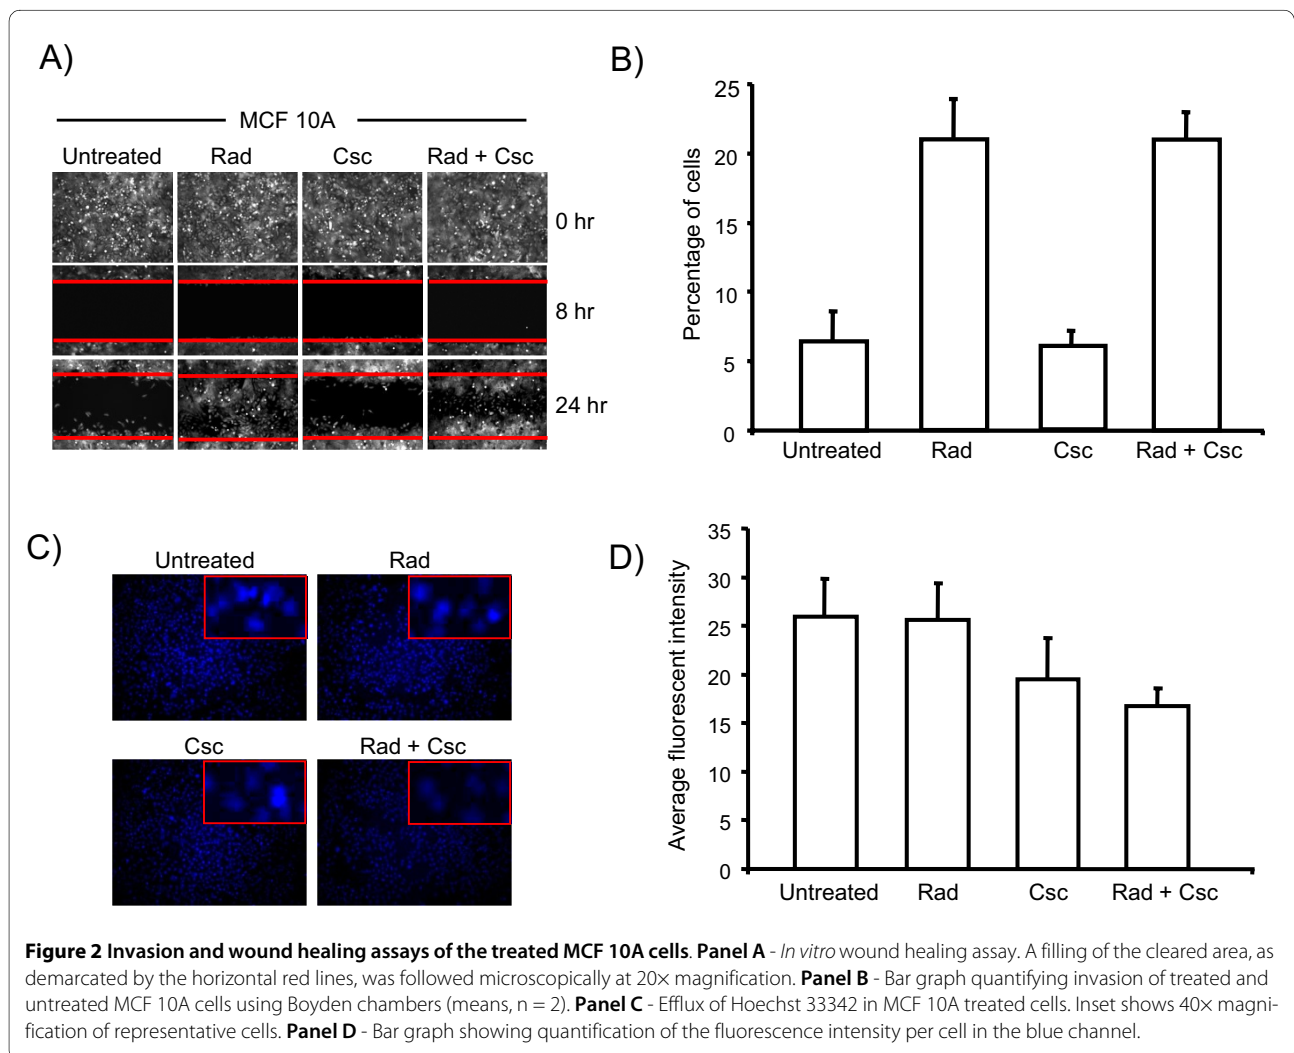 A)
MCF 10A
Untreated Rad Csc Rad + Csc
0 hr
8 hr
24 hr
B)
Percentage of cells
25
20
15
10
5
0
Untreated Rad Csc Rad + Csc
C)
Untreated Rad
Csc Rad + Csc
D)
Average fluorescent intensity
35
30
25
20
15
10
5
0
Untreated Rad Csc Rad + Csc
Figure 2 Invasion and wound healing assays of the treated MCF 10A cells. Panel A - In vitro wound healing assay. A filling of the cleared area, as
demarcated by the horizontal red lines, was followed microscopically at 20× magnification. Panel B - Bar graph quantifying invasion of treated and
untreated MCF 10A cells using Boyden chambers (means, n = 2). Panel C - Efflux of Hoechst 33342 in MCF 10A treated cells. Inset shows 40× magni-
fication of representative cells. Panel D - Bar graph showing quantification of the fluorescence intensity per cell in the blue channel.